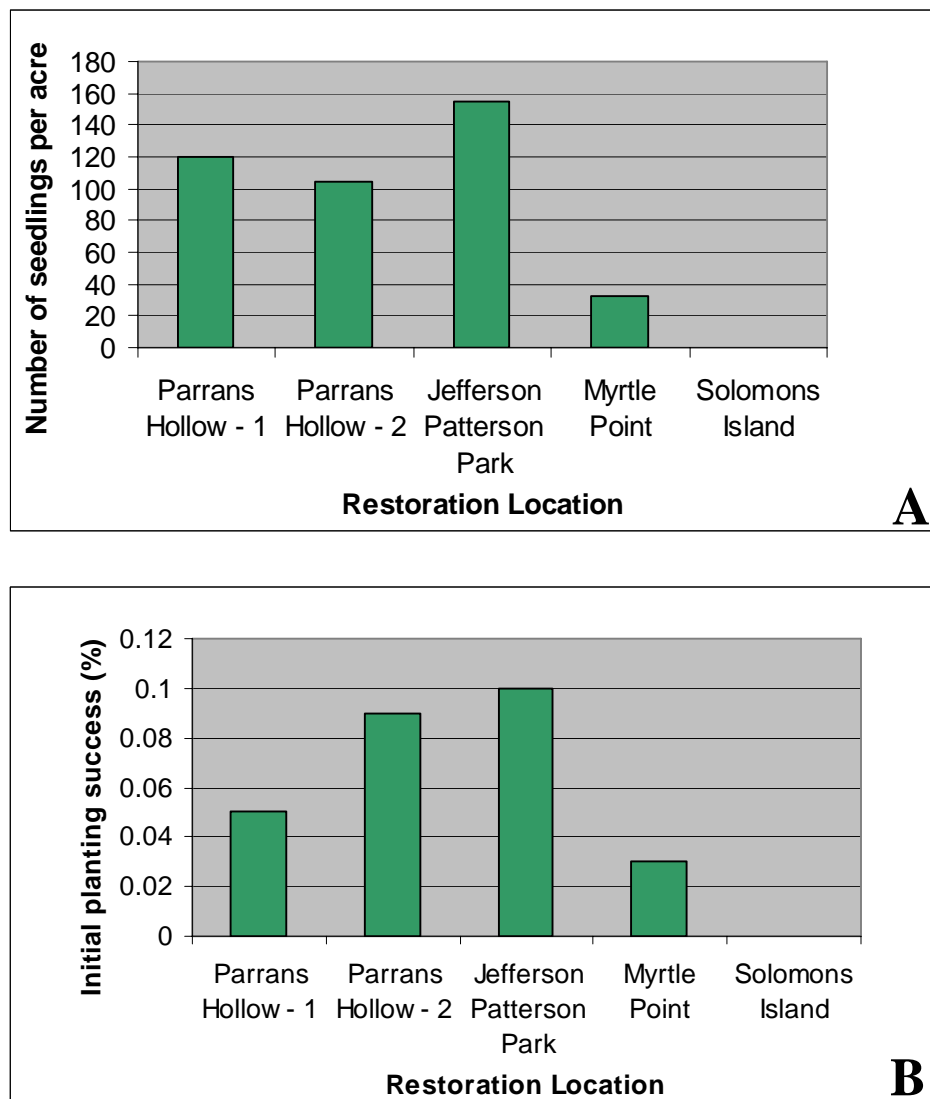 Number of seedlings per acre
180
160
140
120
100
80
60
40
20
0
Parrans Parrans Jefferson Myrtle Solomons
Hollow - 1 Hollow - 2 Patterson Point Island
Park
Restoration Location
A
Initial planting success (%)
0.12
0.1
0.08
0.06
0.04
0.02
0
Parrans Parrans Jefferson Myrtle Solomons
Hollow - 1 Hollow - 2 Patterson Point Island
Park
Restoration Location
B